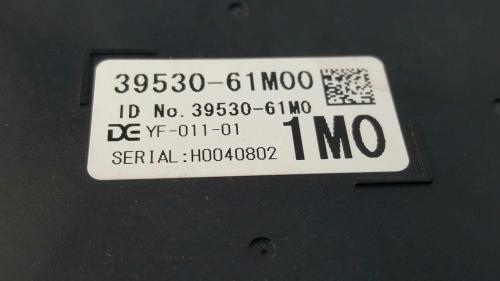 39530-61M00
ID No. 39530-61M0
DE YF-011-01
1M0
SERIAL:H0040802